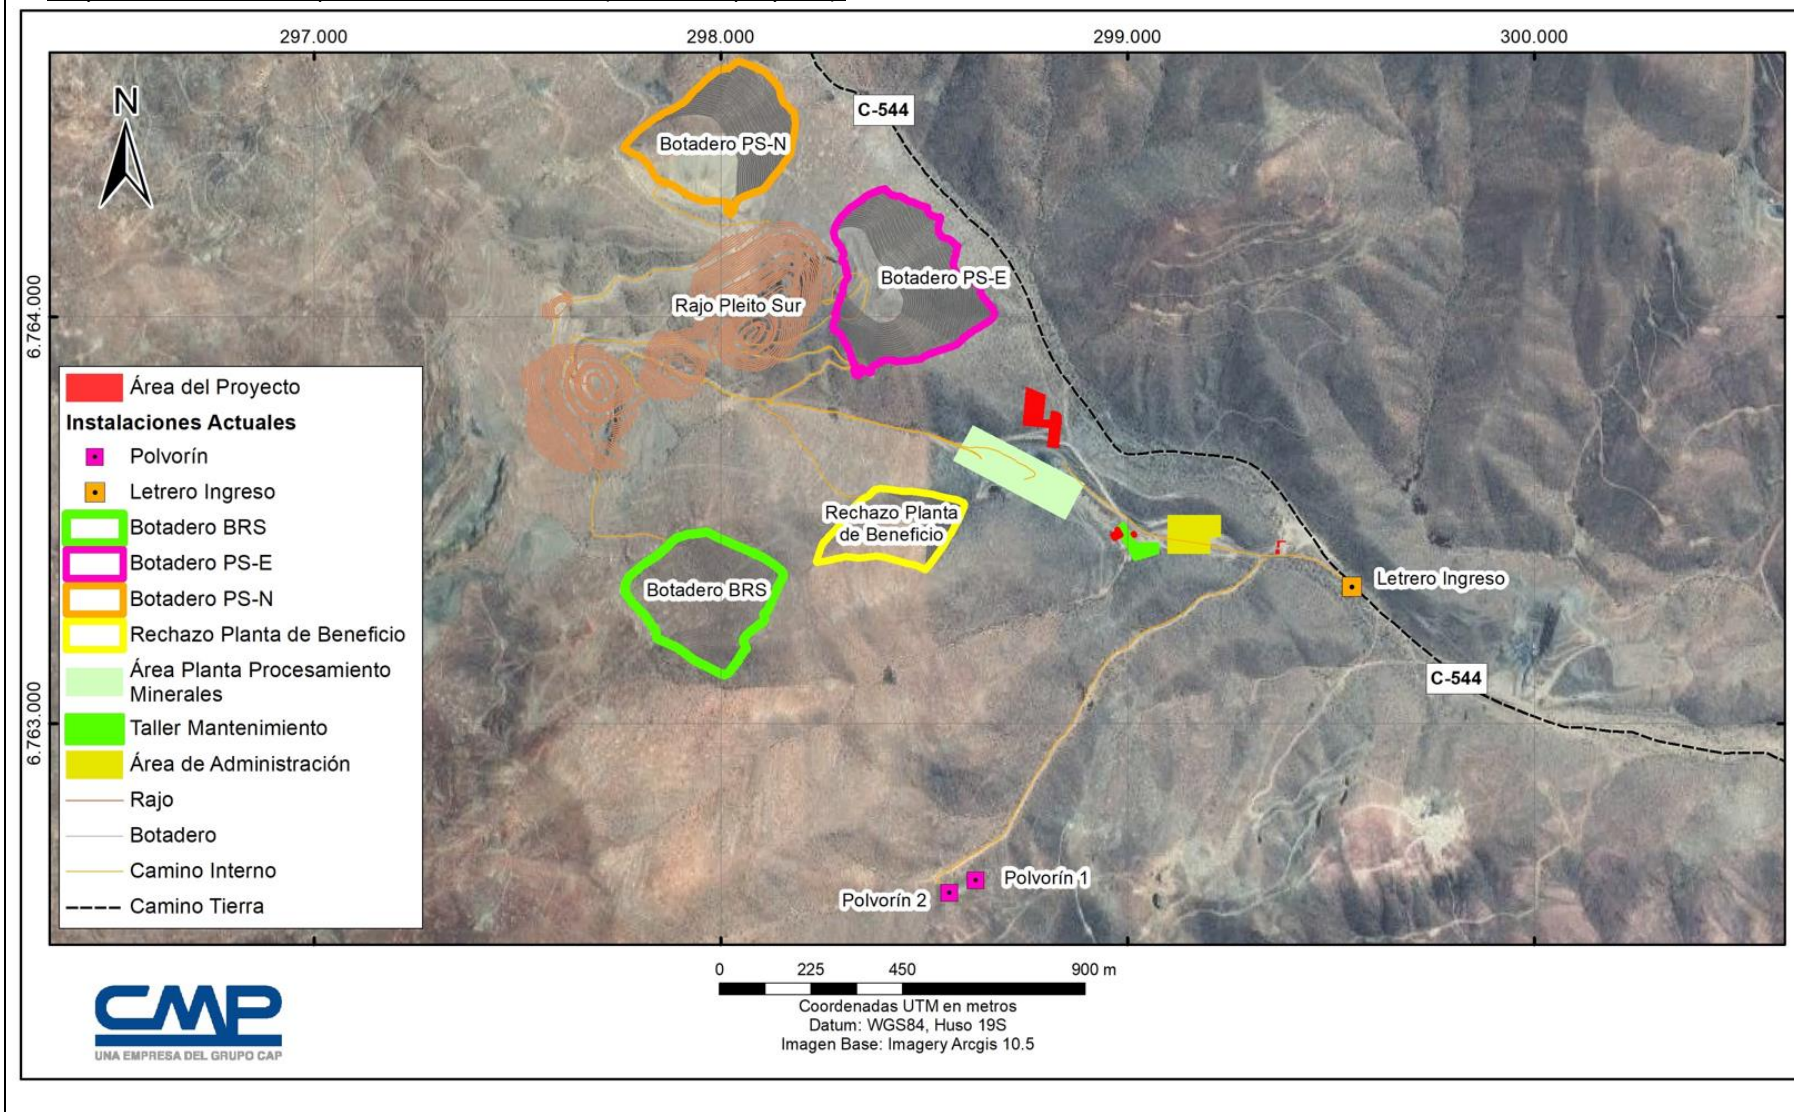 297.000
298.000
299.000
300.000
N
C-544
Botadero PS-N
Botadero PS-E
Rajo Pleito Sur
6.764.000
Área del Proyecto
Instalaciones Actuales
Polvorín
Letrero Ingreso
Botadero BRS
Botadero PS-E
Botadero PS-N
Rechazo Planta de Beneficio
Área Planta Procesamiento
Minerales
Taller Mantenimiento
Área de Administración
Rajo
Botadero
Camino Interno
Camino Tierra
Rechazo Planta
de Beneficio
Botadero BRS
Letrero Ingreso
C-544
6.763.000
Polvorín 1
Polvorín 2
0 225 450 900 m
Coordenadas UTM en metros
Datum: WGS84, Huso 19S
Imagen Base: Imagery Arcgis 10.5
CMP
UNA EMPRESA DEL GRUPO CAP